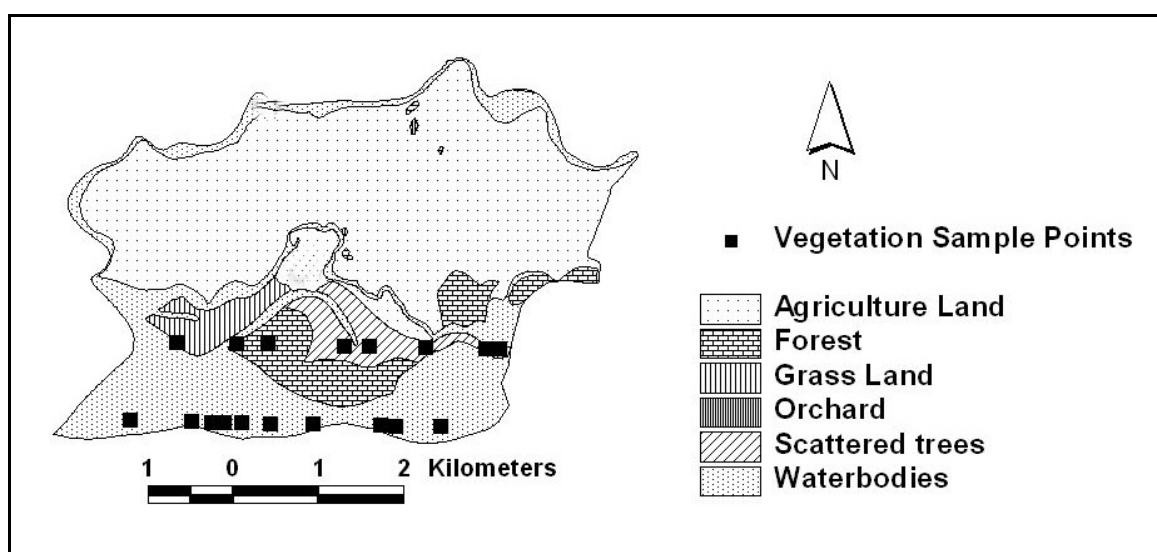 N
Vegetation Sample Points
Agriculture Land
Forest
Grass Land
Orchard
Scattered trees
Waterbodies
1 0 1 2 Kilometers